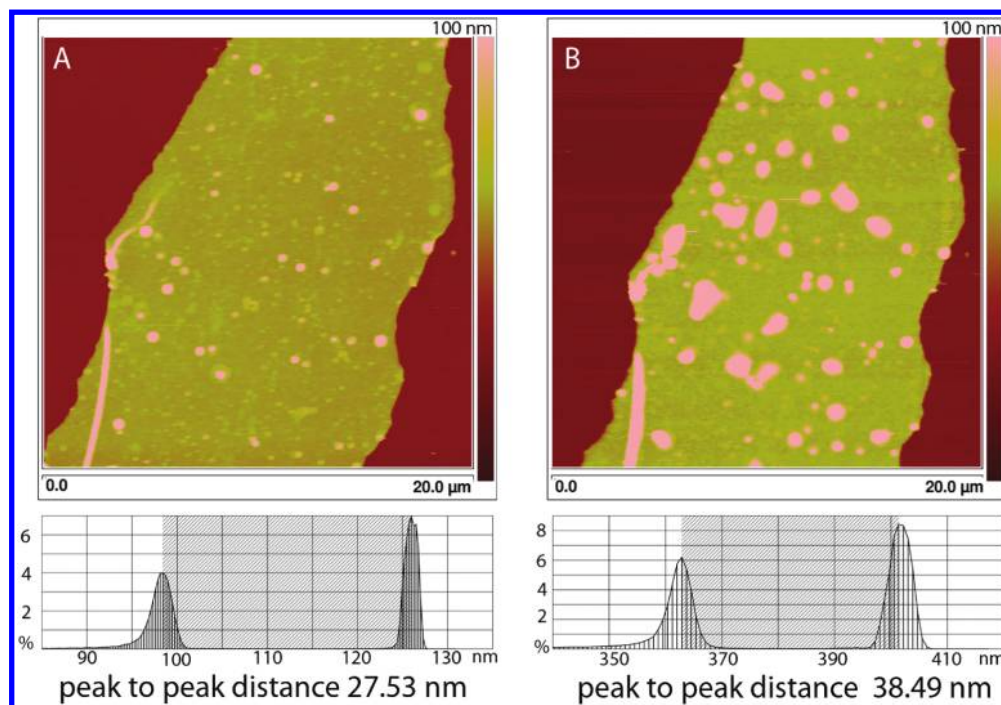 100 nm
A
0.0
20.0 µm
100 nm
B
0.0
20.0 µm
6
4
2
%
90 100 110 120 130 nm
peak to peak distance 27.53 nm
8
6
4
2
%
350 370 390 410 nm
peak to peak distance 38.49 nm